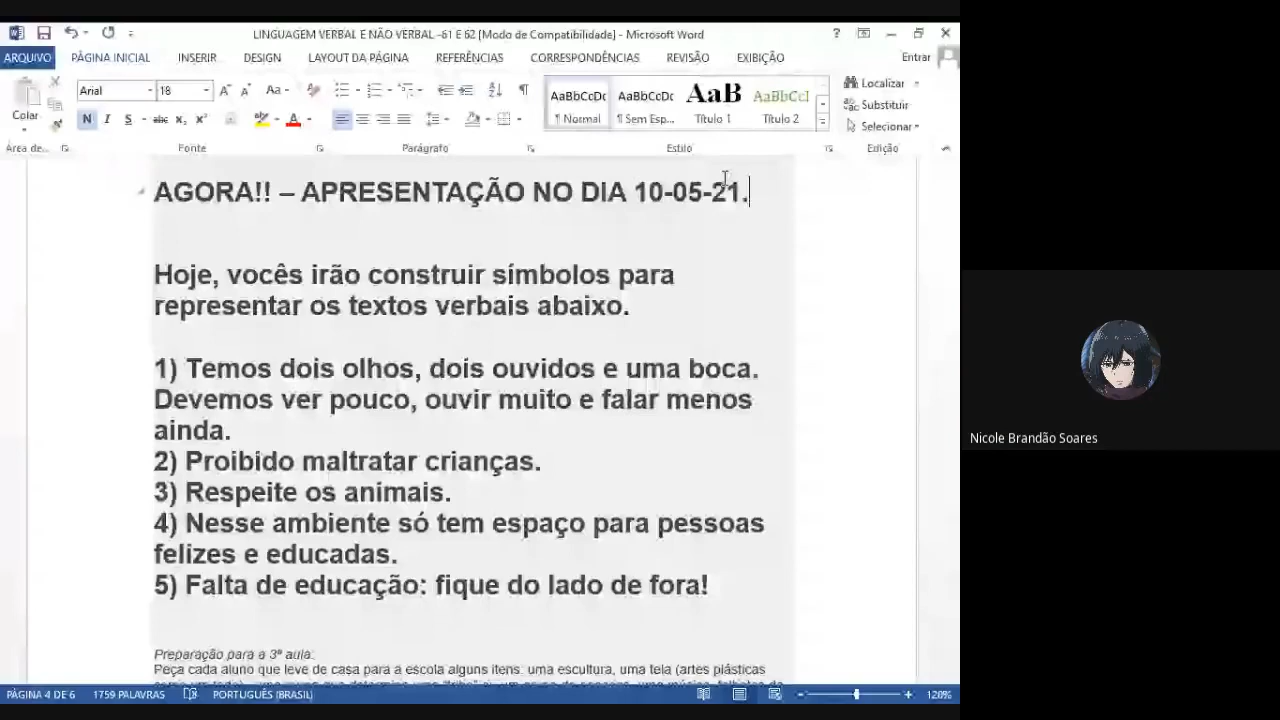 LINGUAGEM VERBAL E NÃO VERBAL -61 E 62 [Modo de Compatibilidade] - Microsoft Word
ARQUIVO PÁGINA INICIAL INSERIR DESIGN LAYOUT DA PÁGINA REFERÊNCIAS CORRESPONDÊNCIAS REVISÃO EXIBIÇÃO Entrar
Arial 18 AaBbCcDc AaBbCcDc AaB AaBbCcI Localizar
Colar Substituir
N I S abc x₂ x² ¶ Normal ¶ Sem Esp... Título 1 Título 2 Selecionar
Área de... Fonte Parágrafo Estilo Edição
AGORA!! – APRESENTAÇÃO NO DIA 10-05-21.
Hoje, vocês irão construir símbolos para
representar os textos verbais abaixo.
1) Temos dois olhos, dois ouvidos e uma boca.
Devemos ver pouco, ouvir muito e falar menos
ainda.
2) Proibido maltratar crianças.
3) Respeite os animais.
4) Nesse ambiente só tem espaço para pessoas
felizes e educadas.
5) Falta de educação: fique do lado de fora!
Preparação para a 3ª aula:
Peça cada aluno que leve de casa para a escola alguns itens: uma escultura, uma tela (artes plásticas
PÁGINA 4 DE 6 1759 PALAVRAS PORTUGUÊS (BRASIL) 120%
Nicole Brandão Soares